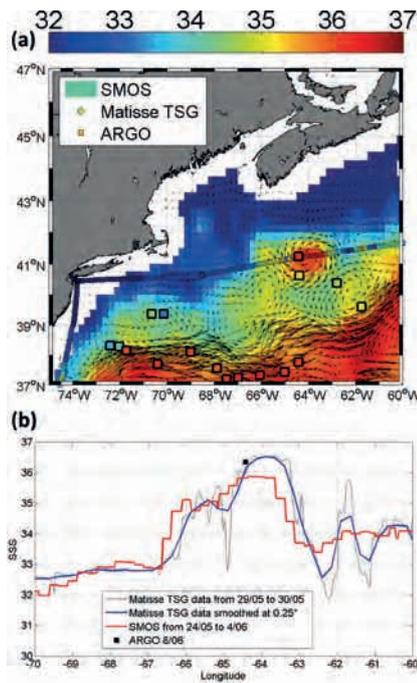 32 33 34 35 36 37
(a)
47°N
SMOS
Matisse TSG
ARGO
45°N
43°N
41°N
39°N
37°N
74°W 72°W 70°W 68°W 66°W 64°W 62°W 60°W
(b)
37
36
35
34
33
32
31
30
SSS
Matisse TSG data from 29/05 to 30/05
Matisse TSG data smoothed at 0.25°
SMOS from 24/05 to 4/06
ARGO 8/06
-70 -69 -68 -67 -66 -65 -64 -63 -62 -61 -60
Longitude